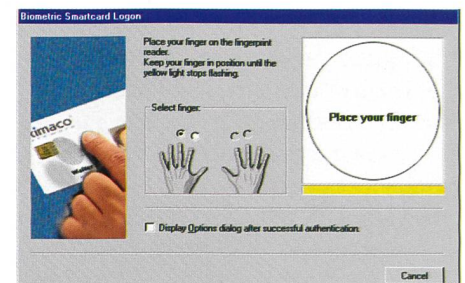 Biometric Smartcard Logon
Place your finger on the fingerprint
reader.
Keep your finger in position until the
yellow light stops flashing.
Select finger:
Place your finger
imaco
Display Options dialog after successful authentication.
Cancel